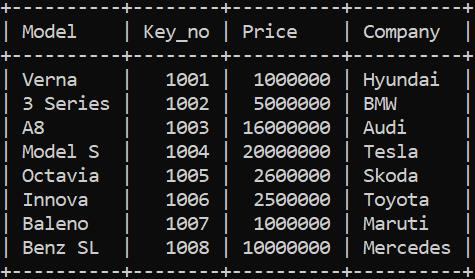 +----------+--------+----------+----------+
| Model    | Key_no | Price    | Company  |
+----------+--------+----------+----------+
| Verna    |   1001 |  1000000 | Hyundai  |
| 3 Series |   1002 |  5000000 | BMW      |
| A8       |   1003 | 16000000 | Audi     |
| Model S  |   1004 | 20000000 | Tesla    |
| Octavia  |   1005 |  2600000 | Skoda    |
| Innova   |   1006 |  2500000 | Toyota   |
| Baleno   |   1007 |  1000000 | Maruti   |
| Benz SL  |   1008 | 10000000 | Mercedes |
+----------+--------+----------+----------+